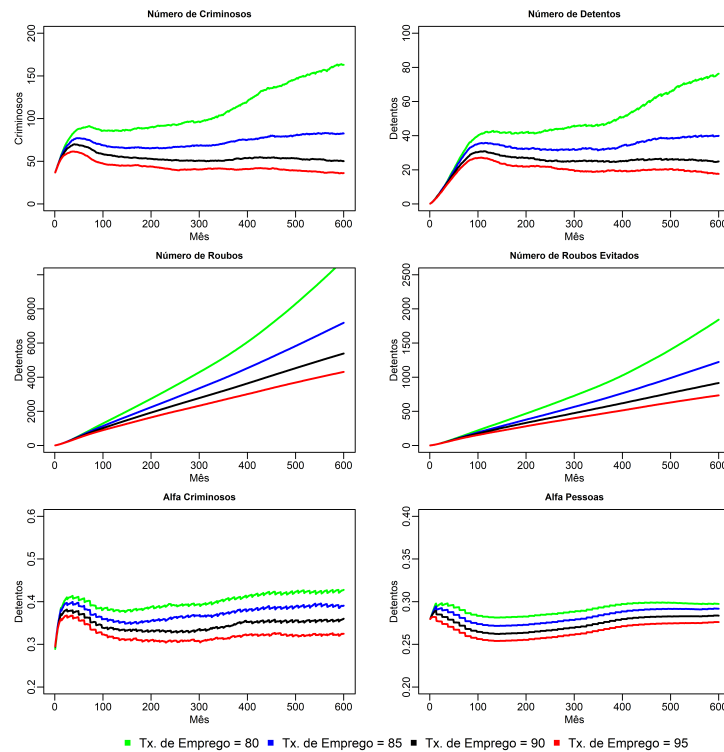 Número de Criminosos
Criminosos
0 50 100 150 200
0 100 200 300 400 500 600
Mês
Número de Detentos
Detentos
0 20 40 60 80 100
0 100 200 300 400 500 600
Mês
Número de Roubos
Detentos
0 2000 4000 6000 8000
0 100 200 300 400 500 600
Mês
Número de Roubos Evitados
Detentos
0 500 1000 1500 2000 2500
0 100 200 300 400 500 600
Mês
Alfa Criminosos
Detentos
0.2 0.3 0.4 0.5 0.6
0 100 200 300 400 500 600
Mês
Alfa Pessoas
Detentos
0.20 0.25 0.30 0.35 0.40
0 100 200 300 400 500 600
Mês
Tx. de Emprego = 80 Tx. de Emprego = 85 Tx. de Emprego = 90 Tx. de Emprego = 95